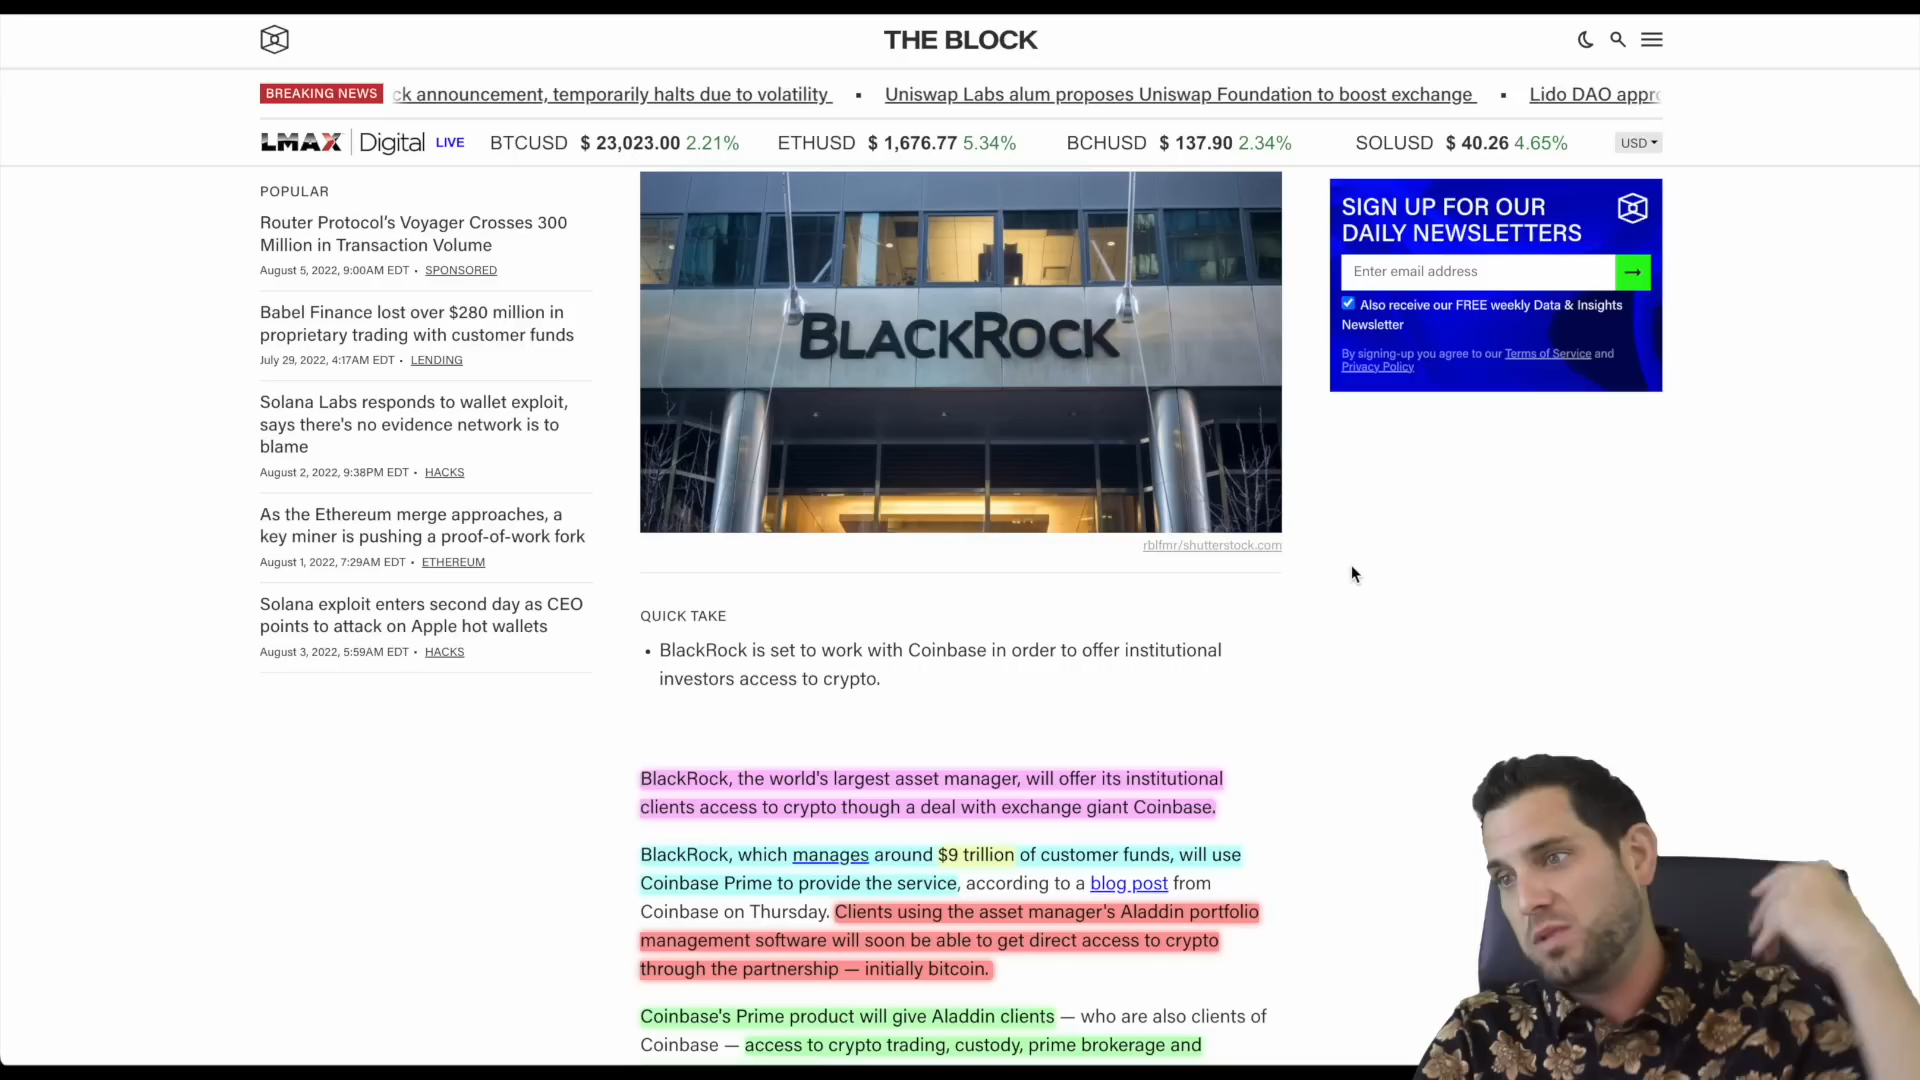 THE BLOCK
BREAKING NEWS ck announcement, temporarily halts due to volatility ▪ Uniswap Labs alum proposes Uniswap Foundation to boost exchange ▪ Lido DAO appro
LMAX Digital LIVE BTCUSD $ 23,023.00 2.21% ETHUSD $ 1,676.77 5.34% BCHUSD $ 137.90 2.34% SOLUSD $ 40.26 4.65% USD
POPULAR
Router Protocol's Voyager Crosses 300
Million in Transaction Volume
August 5, 2022, 9:00AM EDT • SPONSORED
Babel Finance lost over $280 million in
proprietary trading with customer funds
July 29, 2022, 4:17AM EDT • LENDING
Solana Labs responds to wallet exploit,
says there's no evidence network is to
blame
August 2, 2022, 9:38PM EDT • HACKS
As the Ethereum merge approaches, a
key miner is pushing a proof-of-work fork
August 1, 2022, 7:29AM EDT • ETHEREUM
Solana exploit enters second day as CEO
points to attack on Apple hot wallets
August 3, 2022, 5:59AM EDT • HACKS
BLACKROCK
rblfmr/shutterstock.com
QUICK TAKE
• BlackRock is set to work with Coinbase in order to offer institutional
investors access to crypto.
BlackRock, the world's largest asset manager, will offer its institutional
clients access to crypto though a deal with exchange giant Coinbase.
BlackRock, which manages around $9 trillion of customer funds, will use
Coinbase Prime to provide the service, according to a blog post from
Coinbase on Thursday. Clients using the asset manager's Aladdin portfolio
management software will soon be able to get direct access to crypto
through the partnership — initially bitcoin.
Coinbase's Prime product will give Aladdin clients — who are also clients of
Coinbase — access to crypto trading, custody, prime brokerage and
SIGN UP FOR OUR
DAILY NEWSLETTERS
Enter email address
Also receive our FREE weekly Data & Insights
Newsletter
By signing-up you agree to our Terms of Service and
Privacy Policy